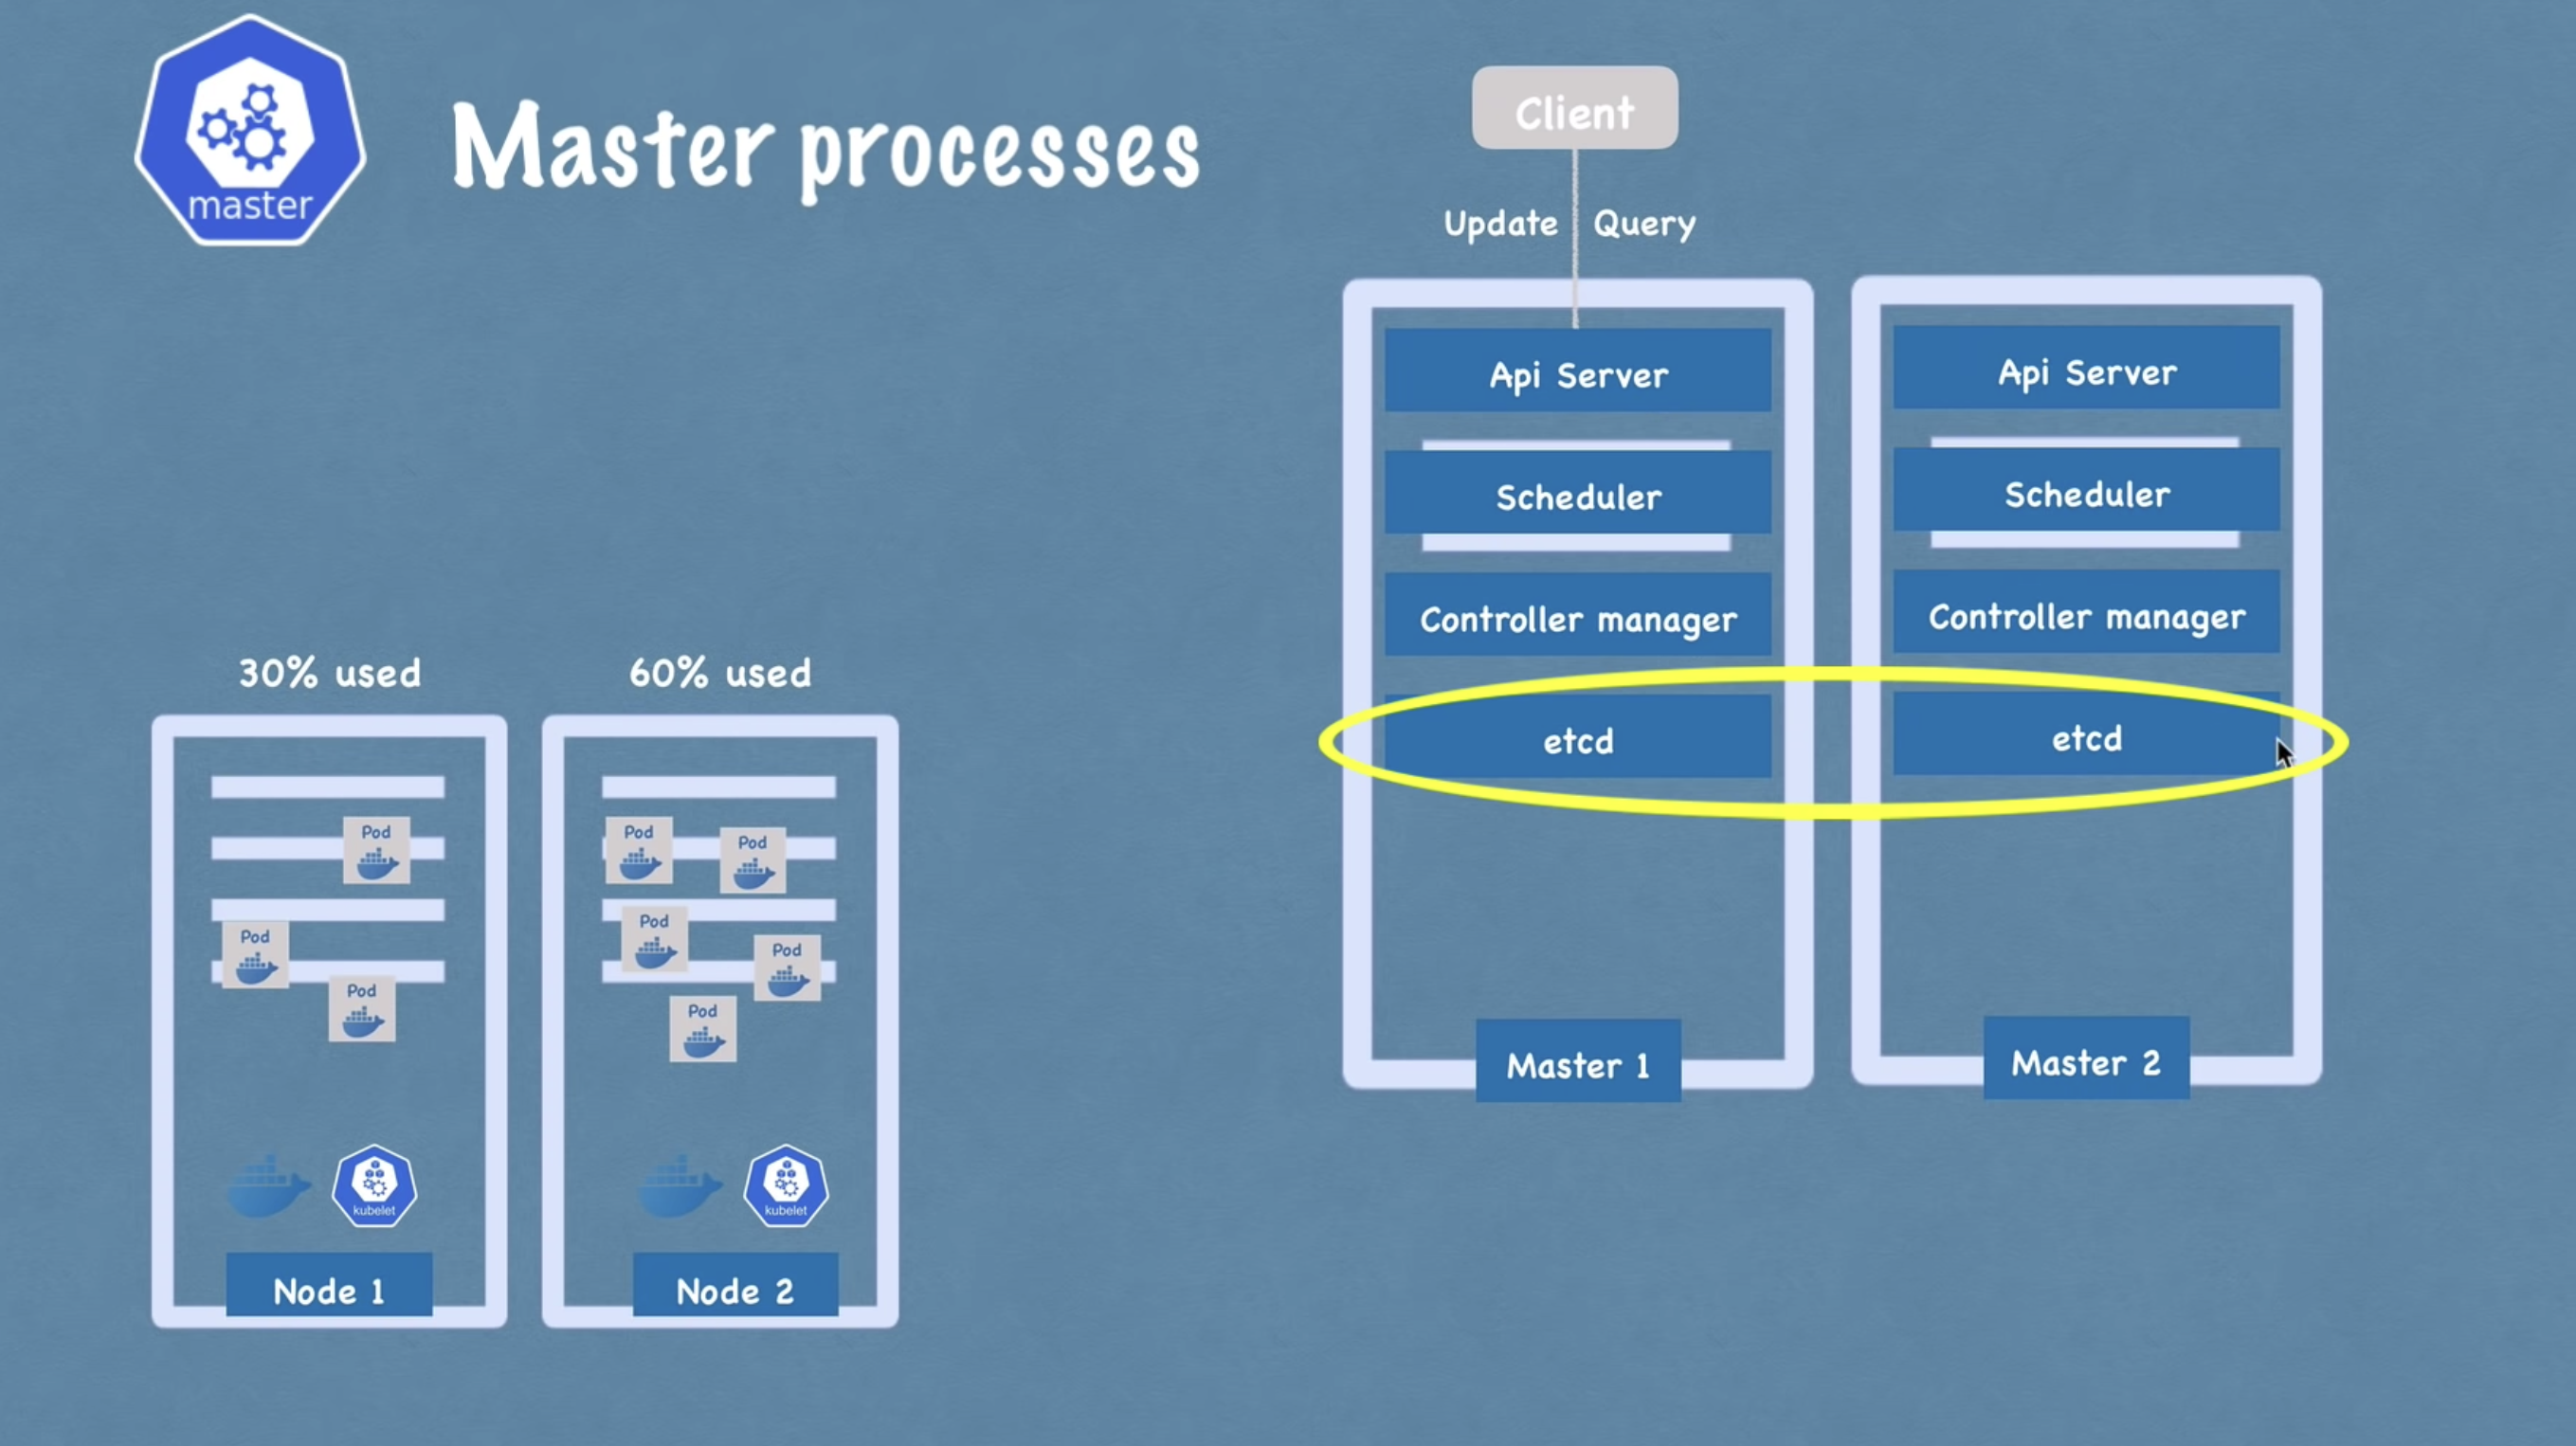 master
Master processes
Client
Update Query
Api Server
Scheduler
Controller manager
etcd
Master 1
Api Server
Scheduler
Controller manager
etcd
Master 2
30% used
Pod
Pod
Pod
kubelet
Node 1
60% used
Pod
Pod
Pod
Pod
Pod
kubelet
Node 2